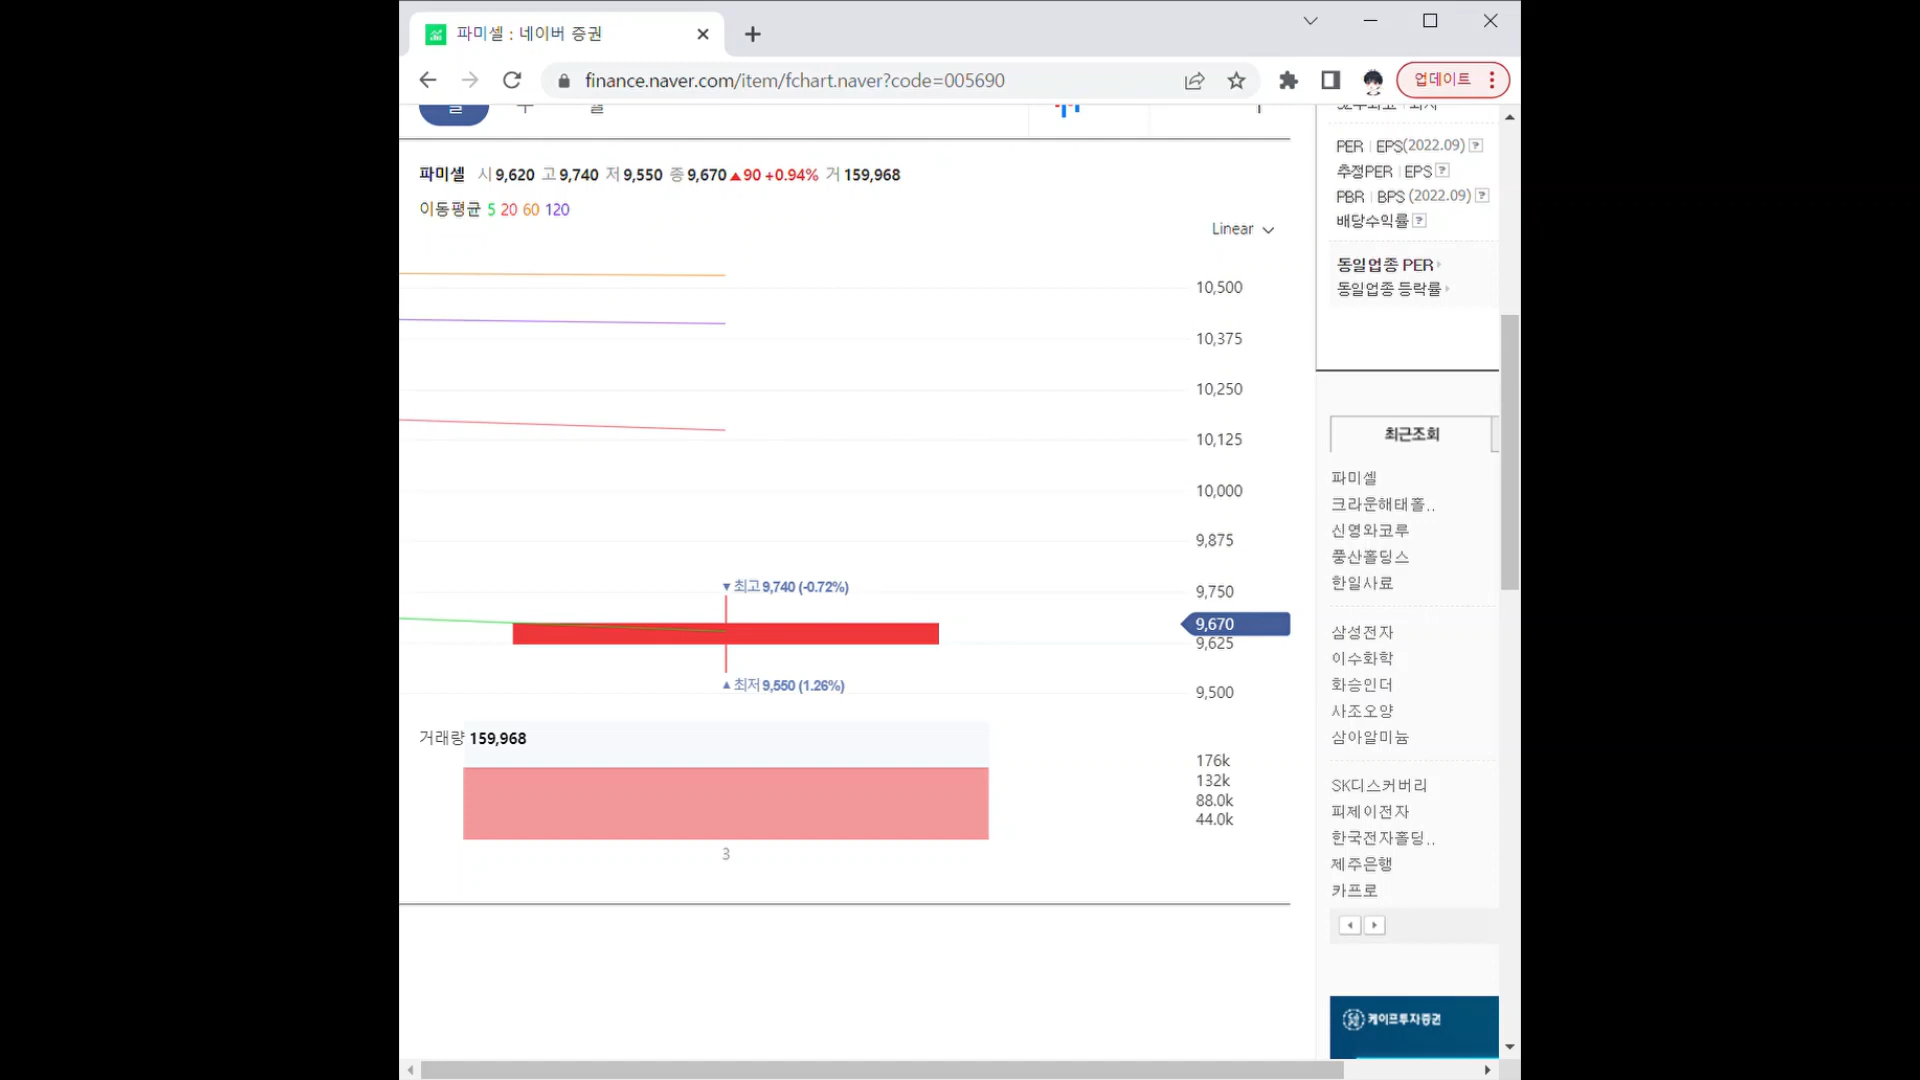 파미셀 : 네이버 증권
finance.naver.com/item/fchart.naver?code=005690
업데이트
파미셀 시 9,620 고 9,740 저 9,550 종 9,670 ▲90 +0.94% 거 159,968
이동평균 5 20 60 120
Linear
10,500
10,375
10,250
10,125
10,000
9,875
9,750
9,670
9,625
9,500
▼최고 9,740 (-0.72%)
▲최저 9,550 (1.26%)
거래량 159,968
176k
132k
88.0k
44.0k
3
PER | EPS(2022.09) ?
추정PER | EPS ?
PBR | BPS (2022.09) ?
배당수익률 ?
동일업종 PER
동일업종 등락률
최근조회
파미셀
크라운해태홀..
신영와코루
풍산홀딩스
한일사료
삼성전자
이수화학
화승인더
사조오양
삼아알미늄
SK디스커버리
피제이전자
한국전자홀딩..
제주은행
카프로
케이프투자증권